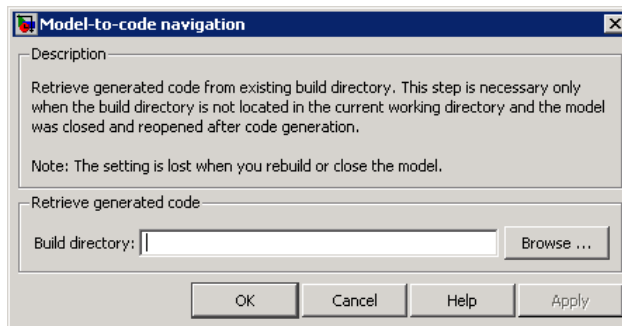 Model-to-code navigation
Description
Retrieve generated code from existing build directory. This step is necessary only
when the build directory is not located in the current working directory and the model
was closed and reopened after code generation.
Note: The setting is lost when you rebuild or close the model.
Retrieve generated code
Build directory: Browse ...
OK Cancel Help Apply